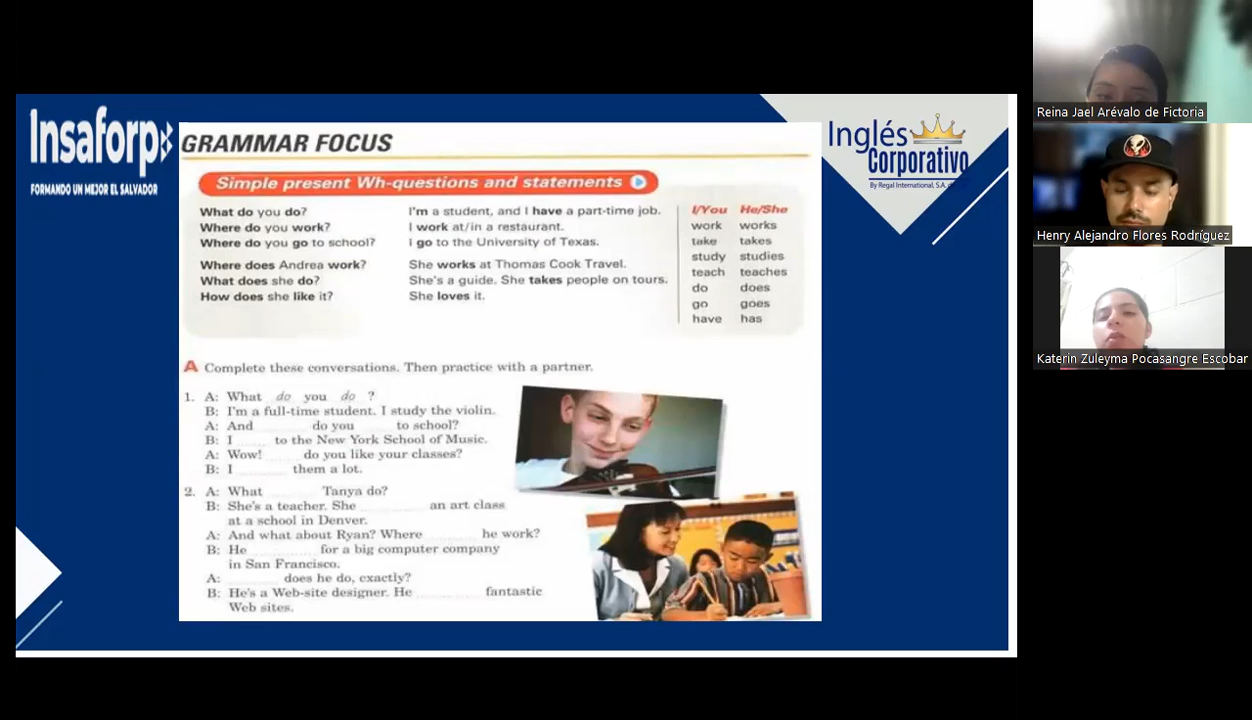 Insaforp
FORMANDO UN MEJOR EL SALVADOR
Inglés
Corporativo
By Regal International, S.A. de
GRAMMAR FOCUS
Simple present Wh-questions and statements
What do you do? I'm a student, and I have a part-time job.
Where do you work? I work at/in a restaurant.
Where do you go to school? I go to the University of Texas.
Where does Andrea work? She works at Thomas Cook Travel.
What does she do? She's a guide. She takes people on tours.
How does she like it? She loves it.
I/You He/She
work works
take takes
study studies
teach teaches
do does
go goes
have has
A Complete these conversations. Then practice with a partner.
1. A: What do you do ?
B: I'm a full-time student. I study the violin.
A: And ........ do you ........ to school?
B: I ........ to the New York School of Music.
A: Wow! ........ do you like your classes?
B: I ........ them a lot.
2. A: What ........ Tanya do?
B: She's a teacher. She ........ an art class
at a school in Denver.
A: And what about Ryan? Where ........ he work?
B: He ........ for a big computer company
in San Francisco.
A: ........ does he do, exactly?
B: He's a Web-site designer. He ........ fantastic
Web sites.
Reina Jael Arévalo de Fictoria
Henry Alejandro Flores Rodríguez
Katerin Zuleyma Pocasangre Escobar